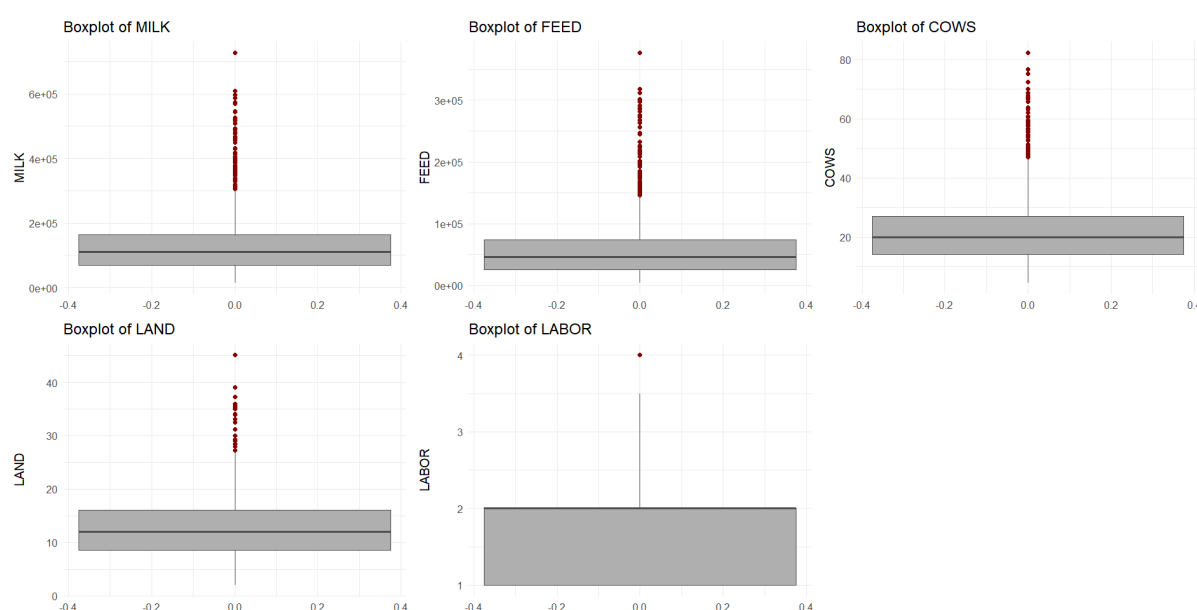 Boxplot of MILK
MILK
6e+05
4e+05
2e+05
0e+00
-0.4 -0.2 0.0 0.2 0.4
Boxplot of FEED
FEED
3e+05
2e+05
1e+05
0e+00
-0.4 -0.2 0.0 0.2 0.4
Boxplot of COWS
COWS
80
60
40
20
-0.4 -0.2 0.0 0.2 0.4
Boxplot of LAND
LAND
40
30
20
10
0
-0.4 -0.2 0.0 0.2 0.4
Boxplot of LABOR
LABOR
4
3
2
1
-0.4 -0.2 0.0 0.2 0.4